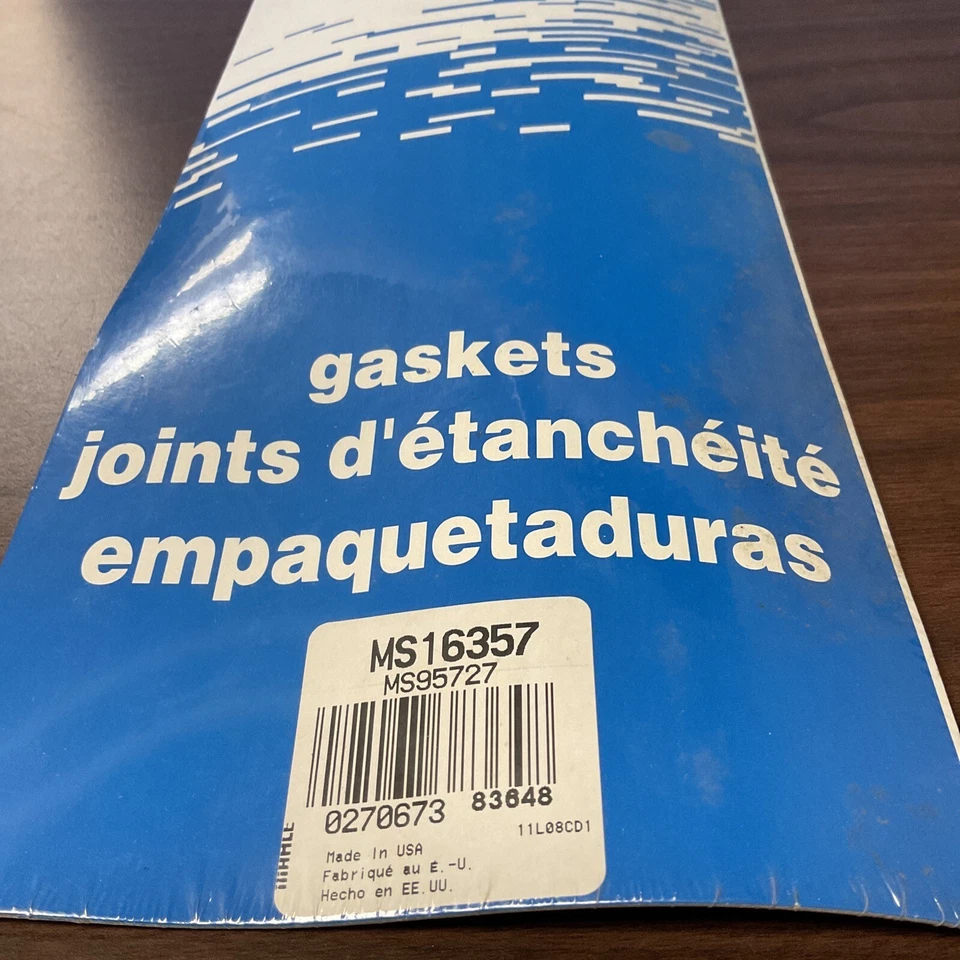 gaskets
joints d'étanchéité
empaquetaduras
MS16357
MS95727
0270673 83648
11L08CD1
MAHLE
Made In USA
Fabriqué au É.-U.
Hecho en EE.UU.